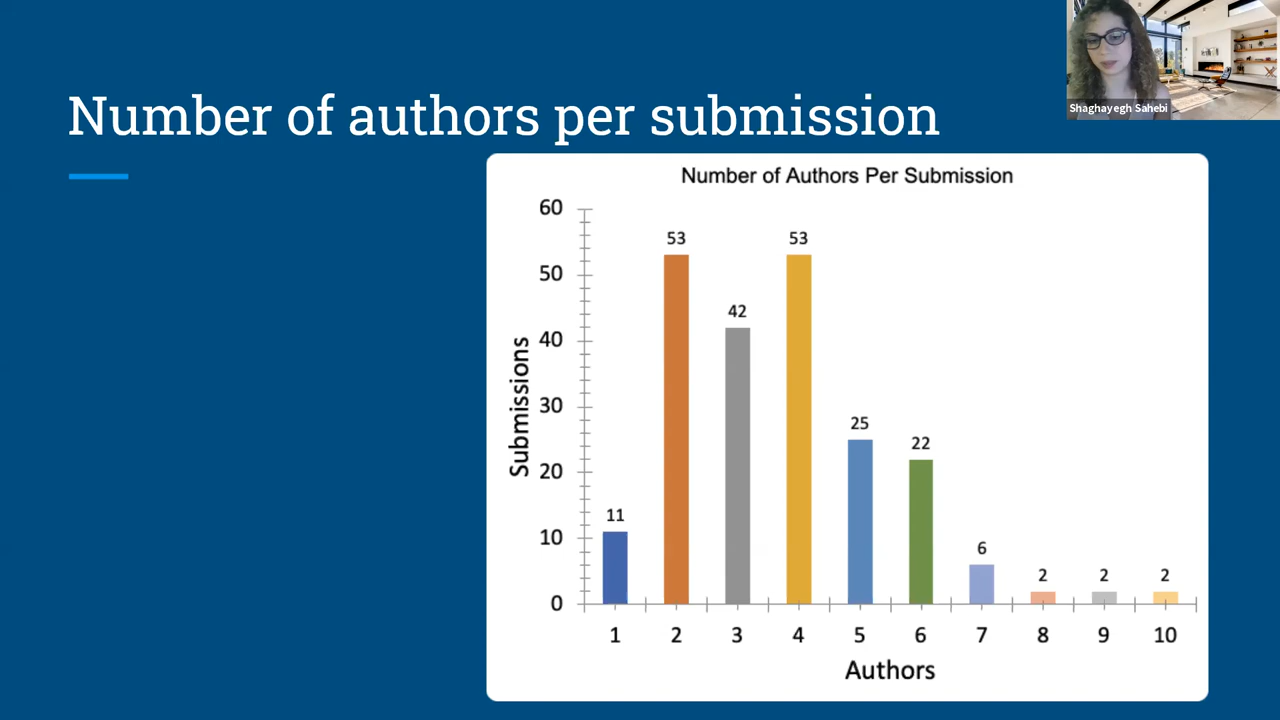 Number of authors per submission
Shaghayegh Sahebi
Number of Authors Per Submission
60
50
40
30
20
10
0
Submissions
11
53
42
53
25
22
6
2
2
2
1 2 3 4 5 6 7 8 9 10
Authors